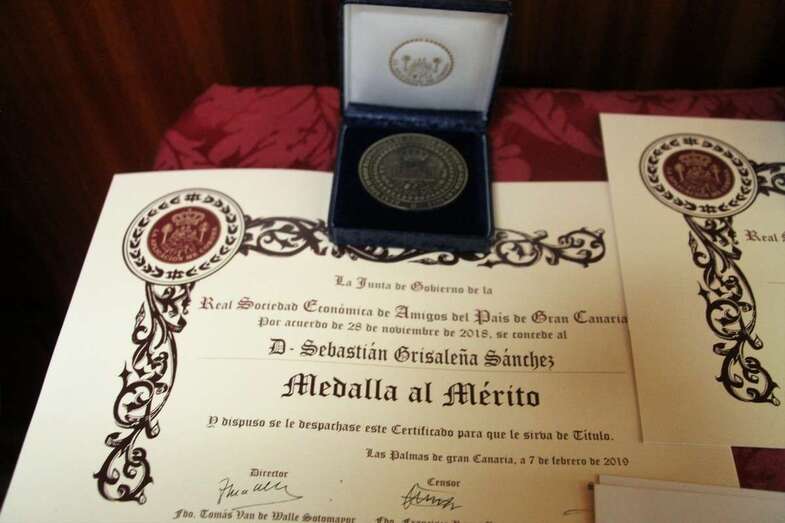 La Junta de Gobierno de la
Real Sociedad Económica de Amigos del País de Gran Canaria
Por acuerdo de 28 de noviembre de 2018, se concede al
D- Sebastián Grisaleña Sánchez
Medalla al Mérito
Y dispuso se le despachase este Certificado para que le sirva de Título.
Las Palmas de gran Canaria, a 7 de febrero de 2019
Director
Censor
Fdo. Tomás Van de Walle Sotomayor
Fdo. Francisco
Real